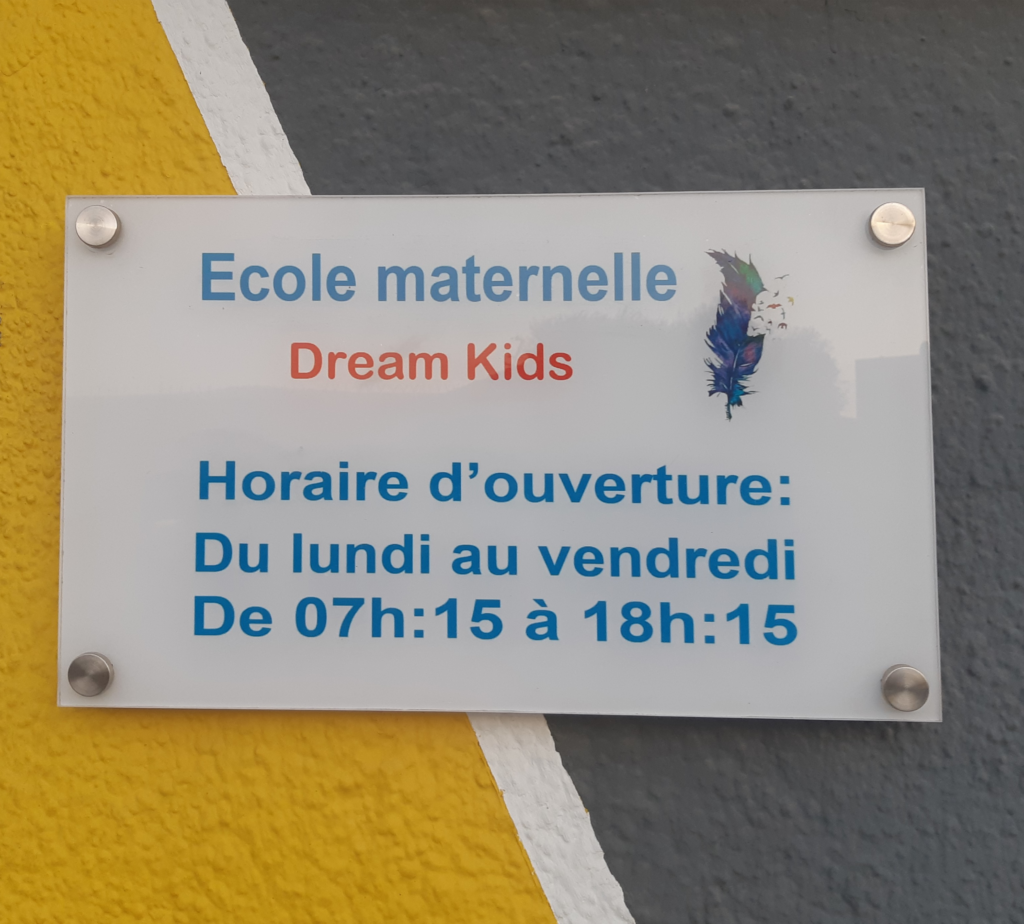 Ecole maternelle
Dream Kids
Horaire d’ouverture:
Du lundi au vendredi
De 07h:15 à 18h:15